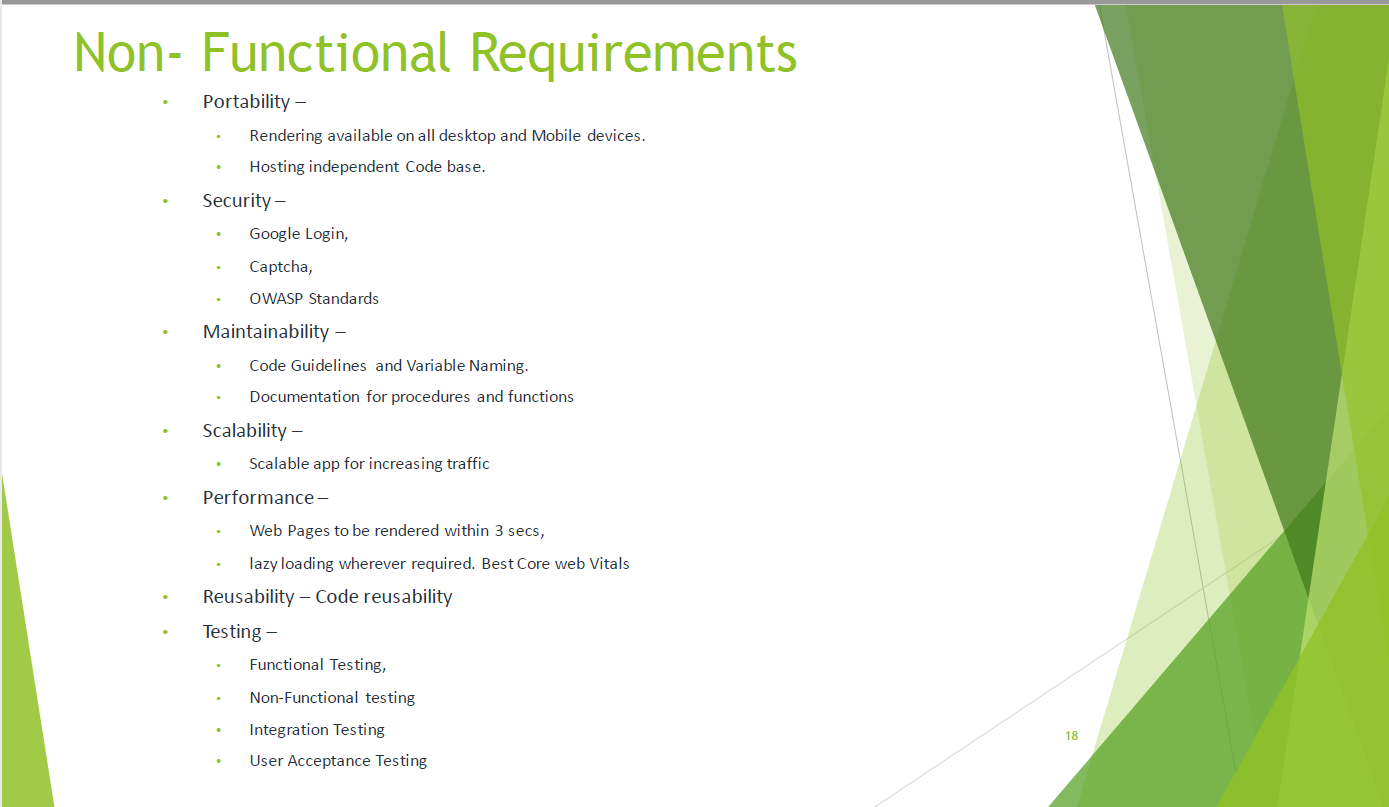 Non- Functional Requirements
• Portability –
• Rendering available on all desktop and Mobile devices.
• Hosting independent Code base.
• Security –
• Google Login,
• Captcha,
• OWASP Standards
• Maintainability –
• Code Guidelines and Variable Naming.
• Documentation for procedures and functions
• Scalability –
• Scalable app for increasing traffic
• Performance –
• Web Pages to be rendered within 3 secs,
• lazy loading wherever required. Best Core web Vitals
• Reusability – Code reusability
• Testing –
• Functional Testing,
• Non-Functional testing
• Integration Testing
• User Acceptance Testing
18